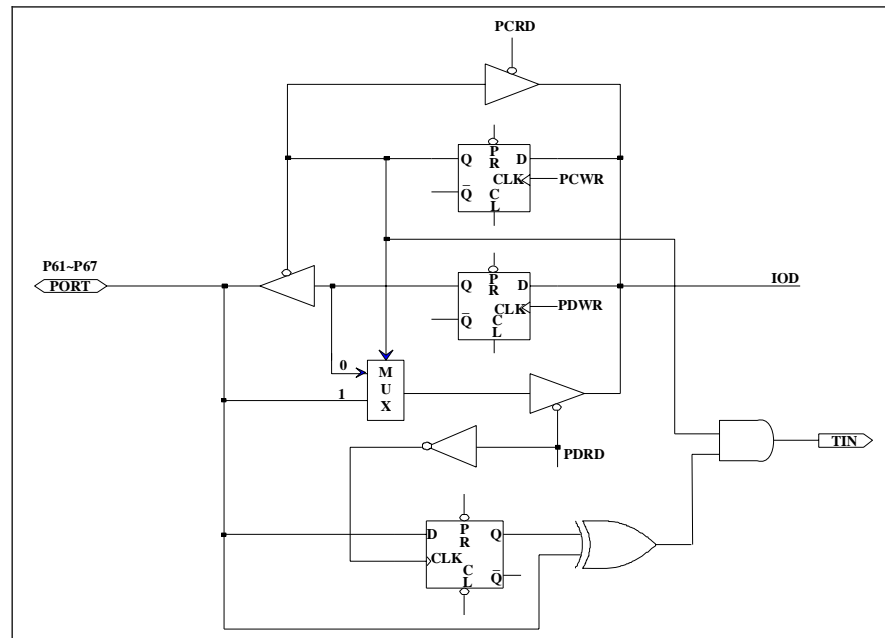 PCRD
P
R
Q
D
CLK
PCWR
Q̅
C
L
P61~P67
PORT
P
R
Q
D
IOD
CLK
PDWR
Q̅
C
L
0
M
U
X
1
TIN
PDRD
D
P
R
Q
CLK
C
L
Q̅